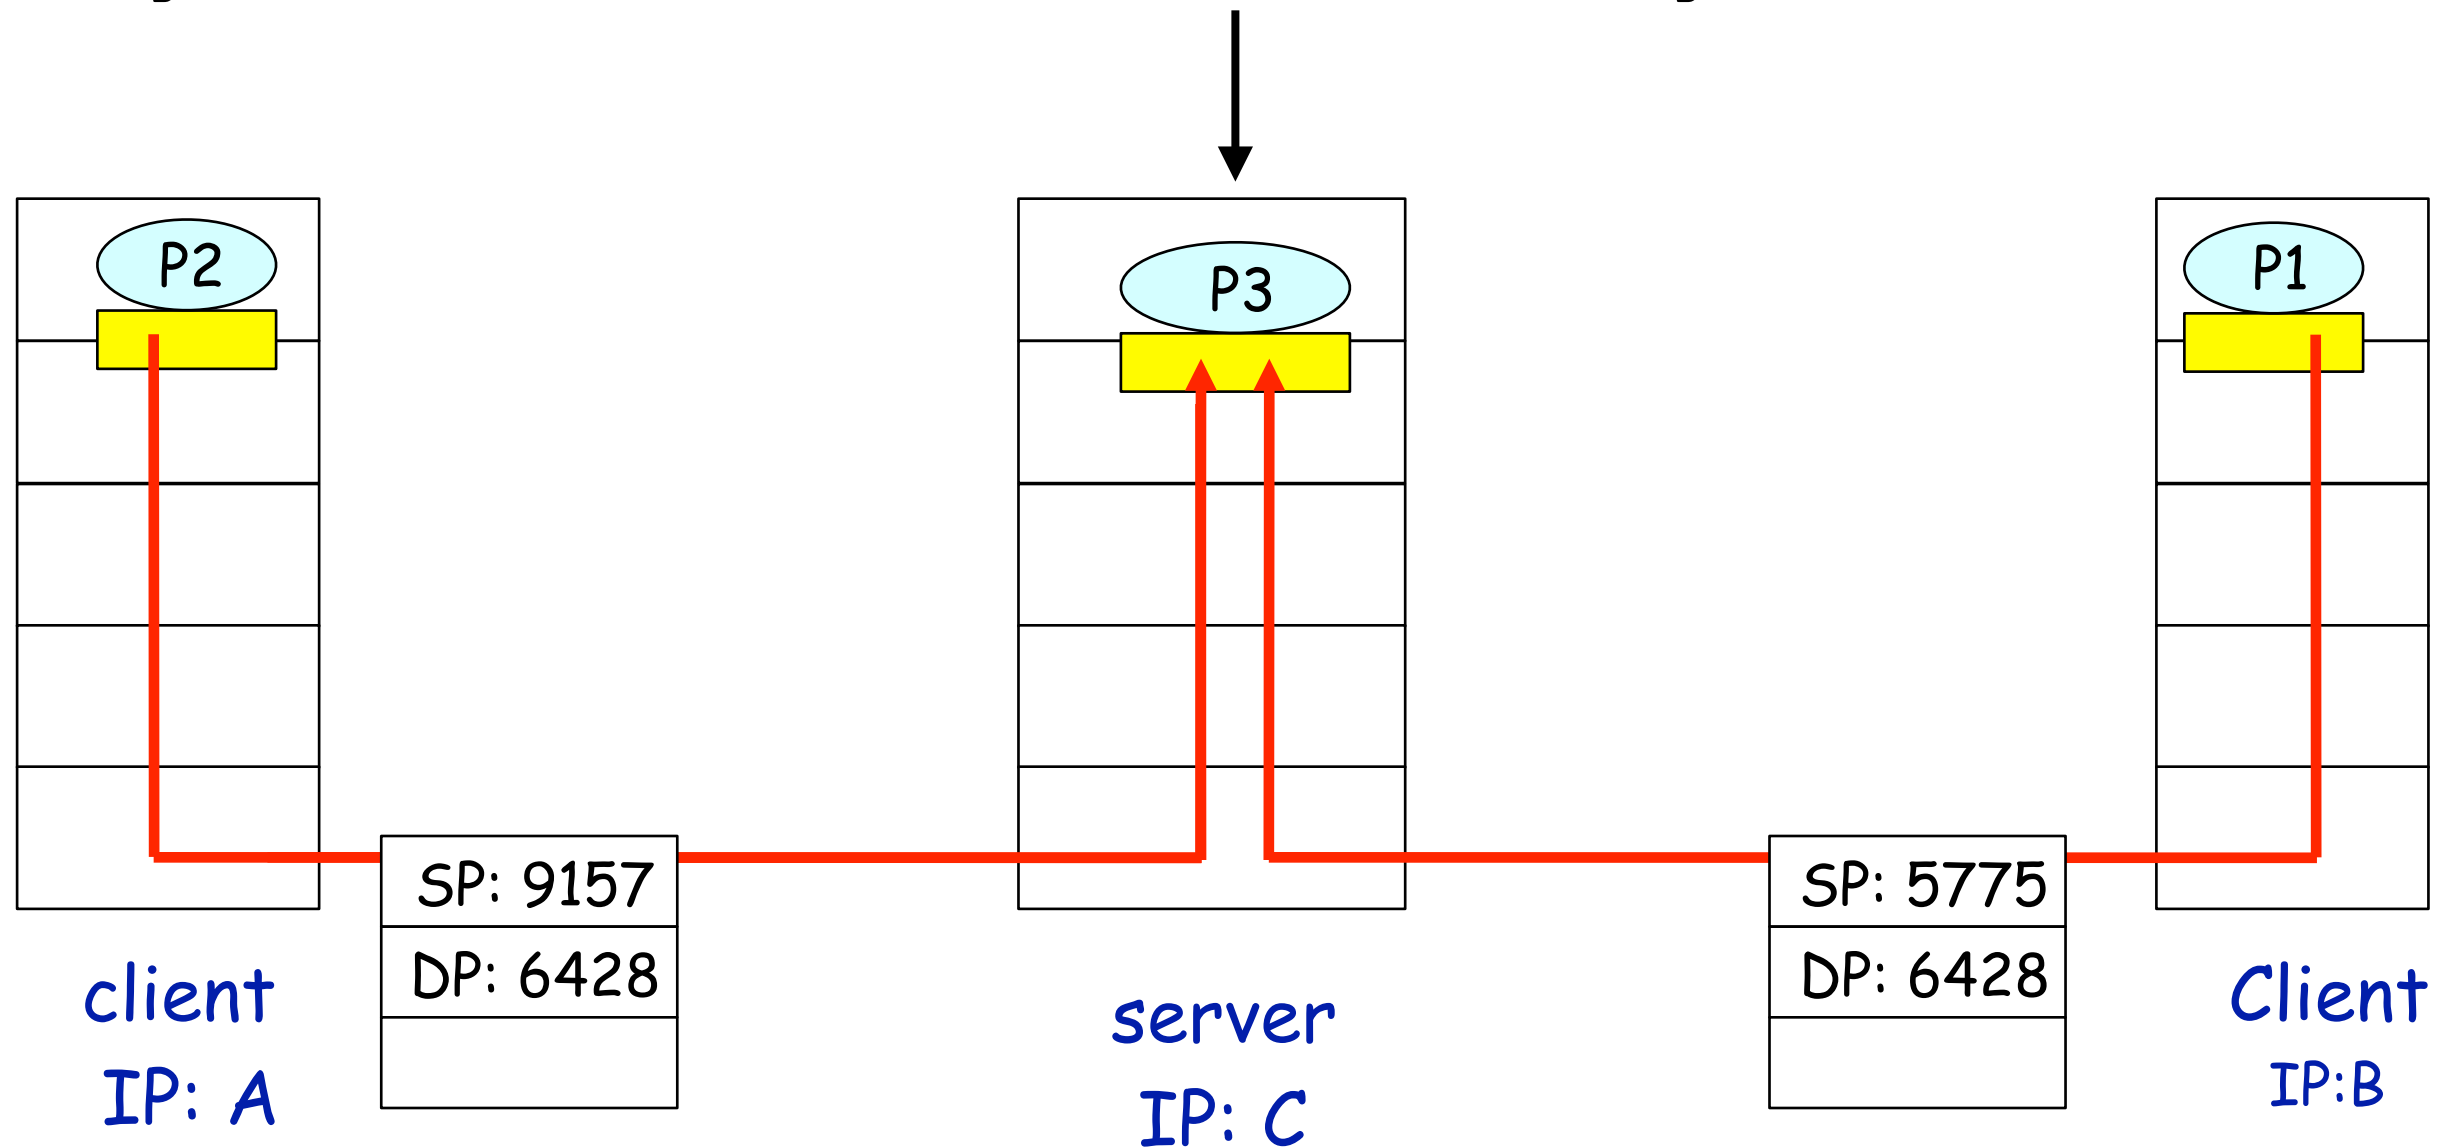 P2
P3
P1
SP: 9157
DP: 6428
SP: 5775
DP: 6428
client
IP: A
server
IP: C
Client
IP:B